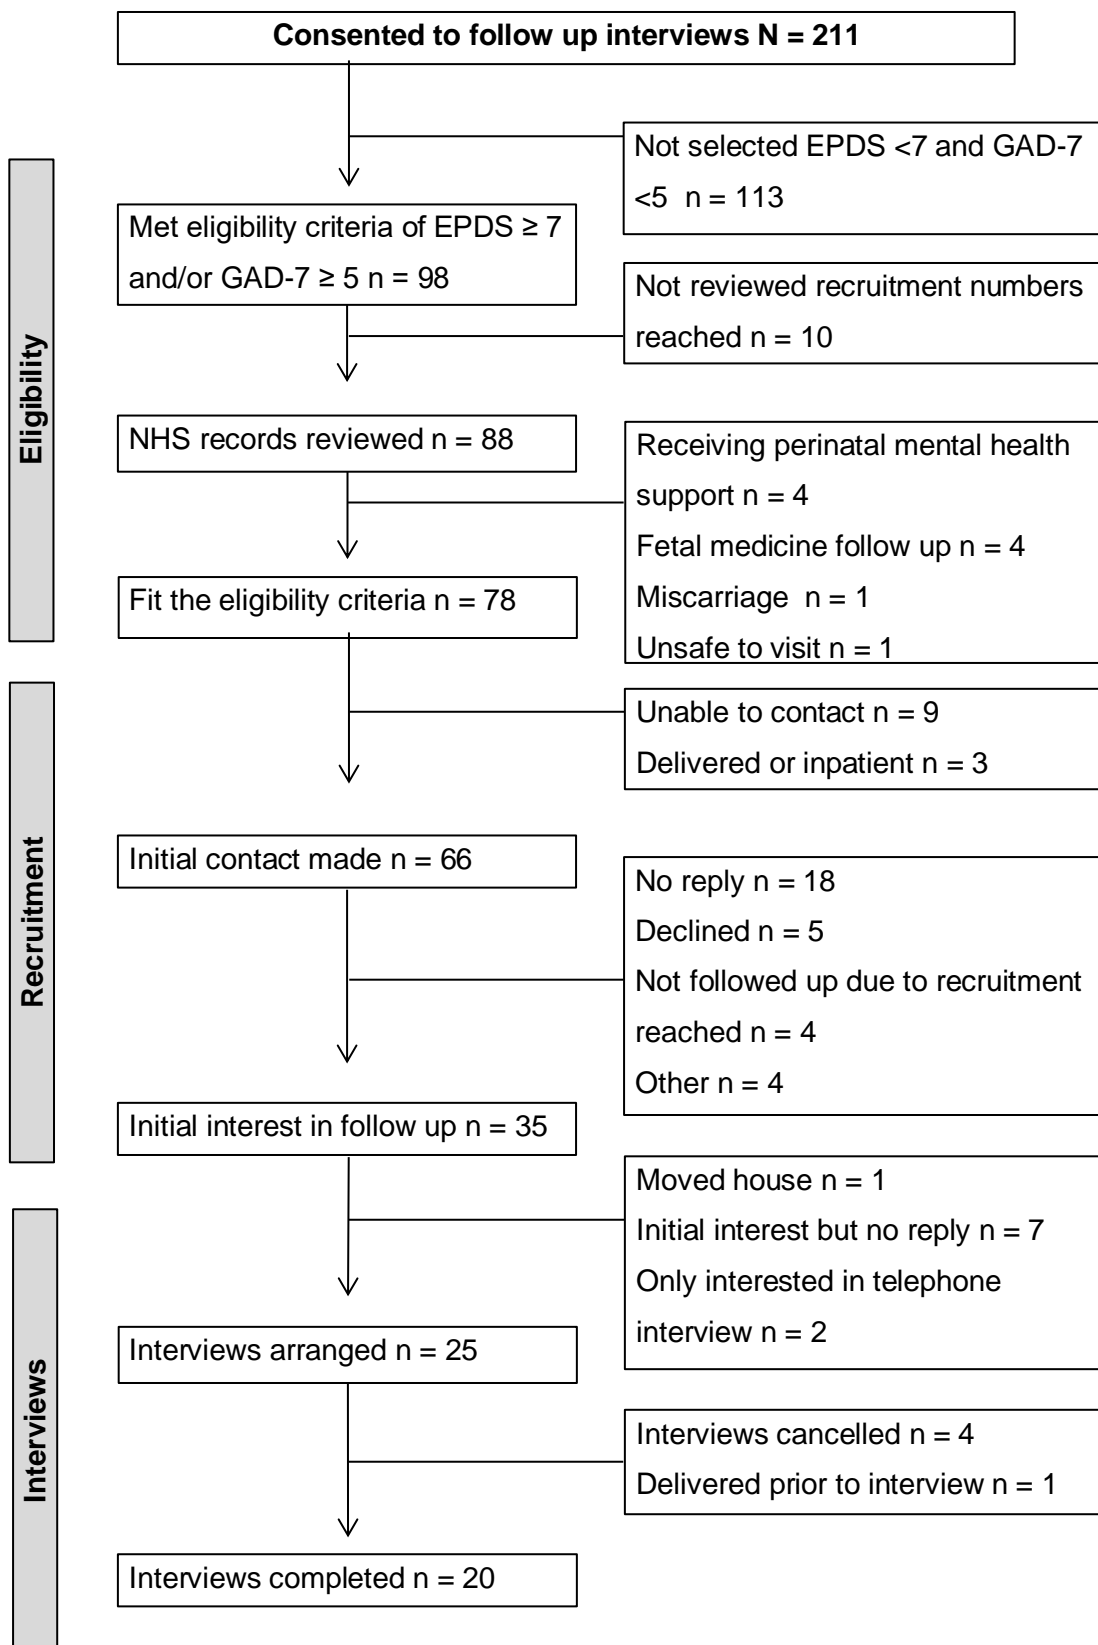 Consented to follow up interviews N = 211
Not selected EPDS <7 and GAD-7
<5 n = 113
Eligibility
Met eligibility criteria of EPDS ≥ 7
and/or GAD-7 ≥ 5 n = 98
Not reviewed recruitment numbers
reached n = 10
NHS records reviewed n = 88
Receiving perinatal mental health
support n = 4
Fetal medicine follow up n = 4
Miscarriage n = 1
Unsafe to visit n = 1
Fit the eligibility criteria n = 78
Recruitment
Unable to contact n = 9
Delivered or inpatient n = 3
Initial contact made n = 66
No reply n = 18
Declined n = 5
Not followed up due to recruitment
reached n = 4
Other n = 4
Initial interest in follow up n = 35
Interviews
Moved house n = 1
Initial interest but no reply n = 7
Only interested in telephone
interview n = 2
Interviews arranged n = 25
Interviews cancelled n = 4
Delivered prior to interview n = 1
Interviews completed n = 20